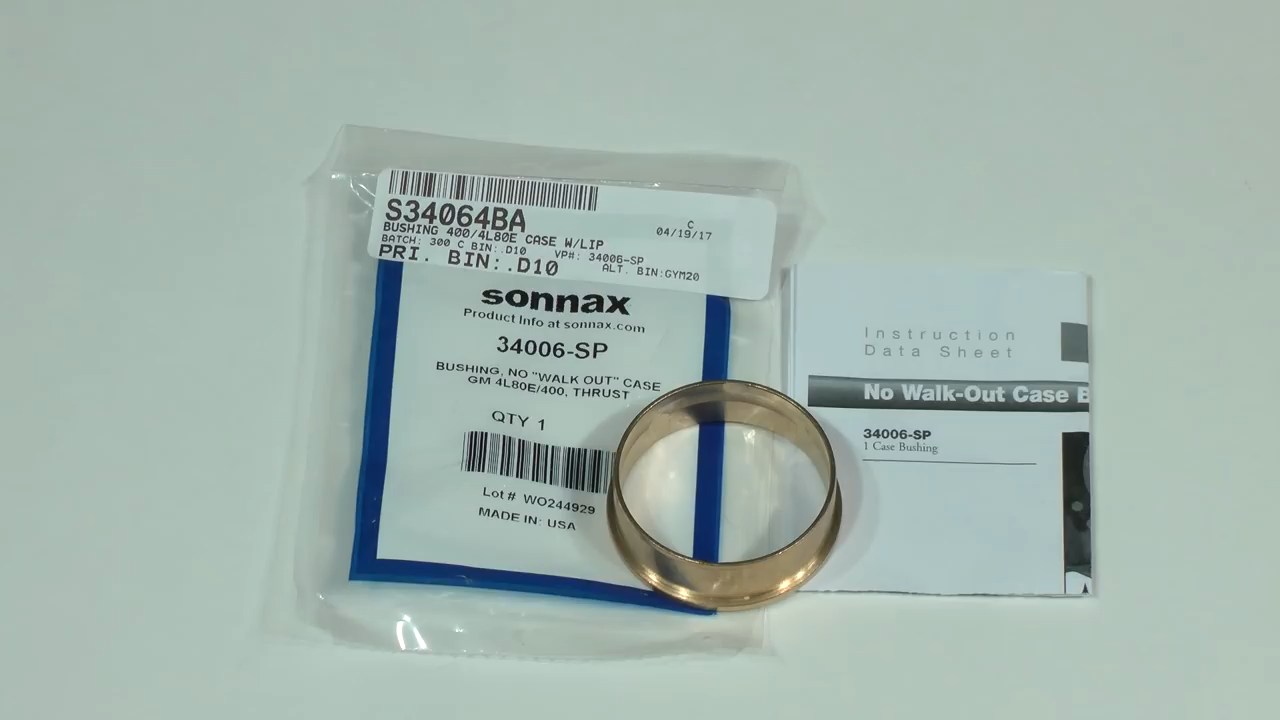 S34064BA
C
04/19/17
BUSHING 400/4L80E CASE W/LIP
BATCH: 300 C BIN:.D10 VP#: 34006-SP
PRI. BIN:.D10 ALT. BIN:GYM20
sonnax
Product Info at sonnax.com
34006-SP
BUSHING, NO "WALK OUT" CASE
GM 4L80E/400, THRUST
QTY 1
Lot # WO244929
MADE IN: USA
Instruction
Data Sheet
No Walk-Out Case B
34006-SP
1 Case Bushing